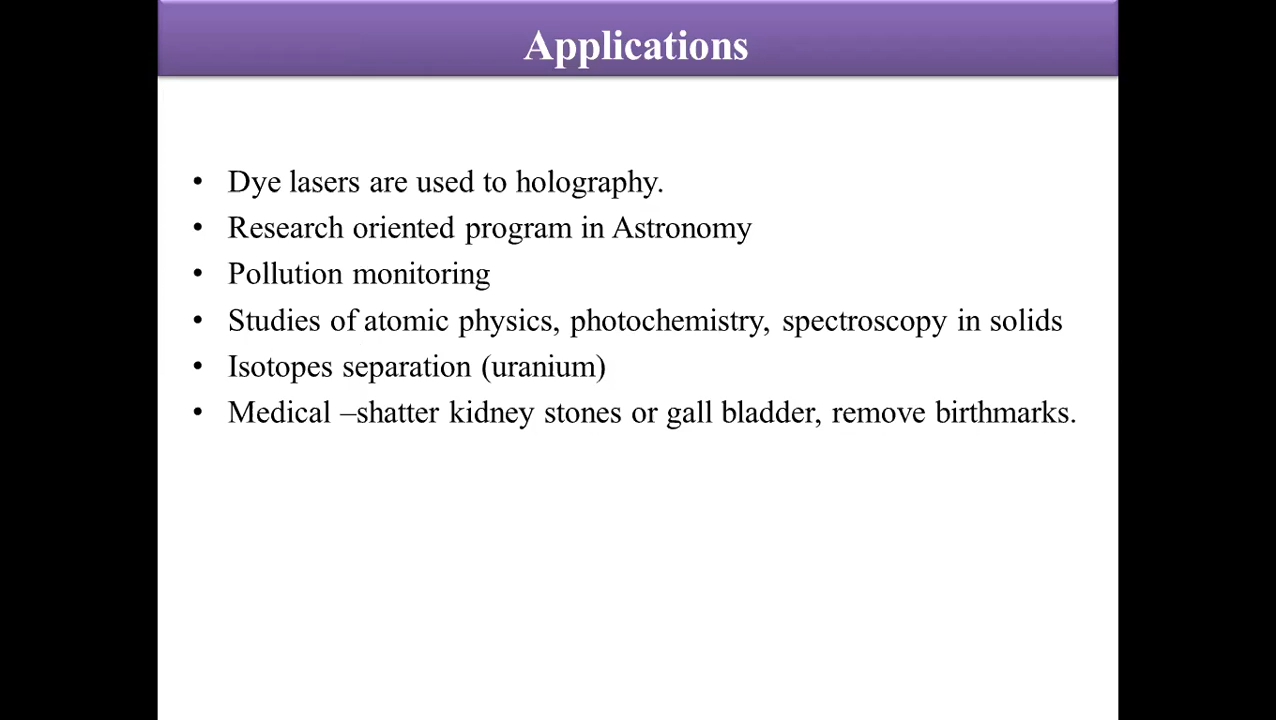 Applications
• Dye lasers are used to holography.
• Research oriented program in Astronomy
• Pollution monitoring
• Studies of atomic physics, photochemistry, spectroscopy in solids
• Isotopes separation (uranium)
• Medical –shatter kidney stones or gall bladder, remove birthmarks.